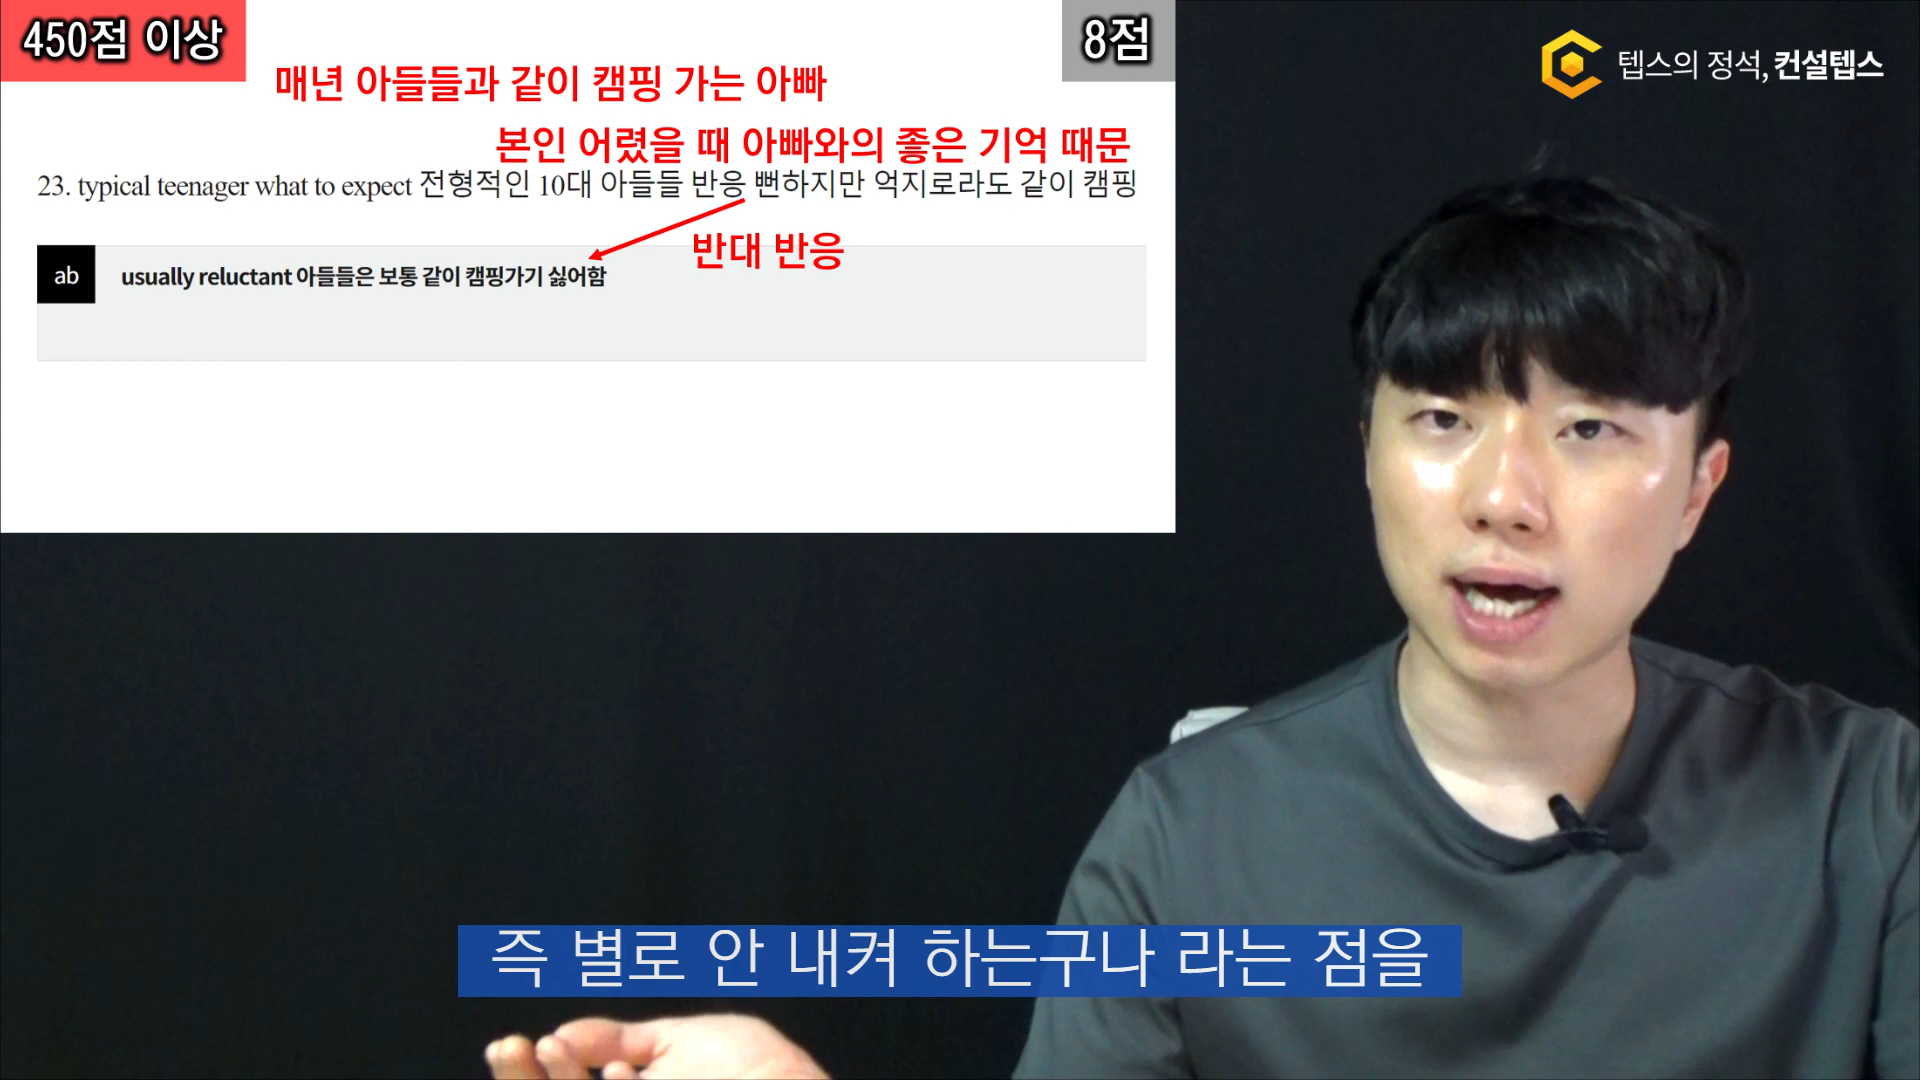 450점 이상
8점
텝스의 정석, 컨설텝스
매년 아들들과 같이 캠핑 가는 아빠
본인 어렸을 때 아빠와의 좋은 기억 때문
23. typical teenager what to expect 전형적인 10대 아들들 반응 뻔하지만 억지로라도 같이 캠핑
반대 반응
ab usually reluctant 아들들은 보통 같이 캠핑가기 싫어함
즉 별로 안 내켜 하는구나 라는 점을